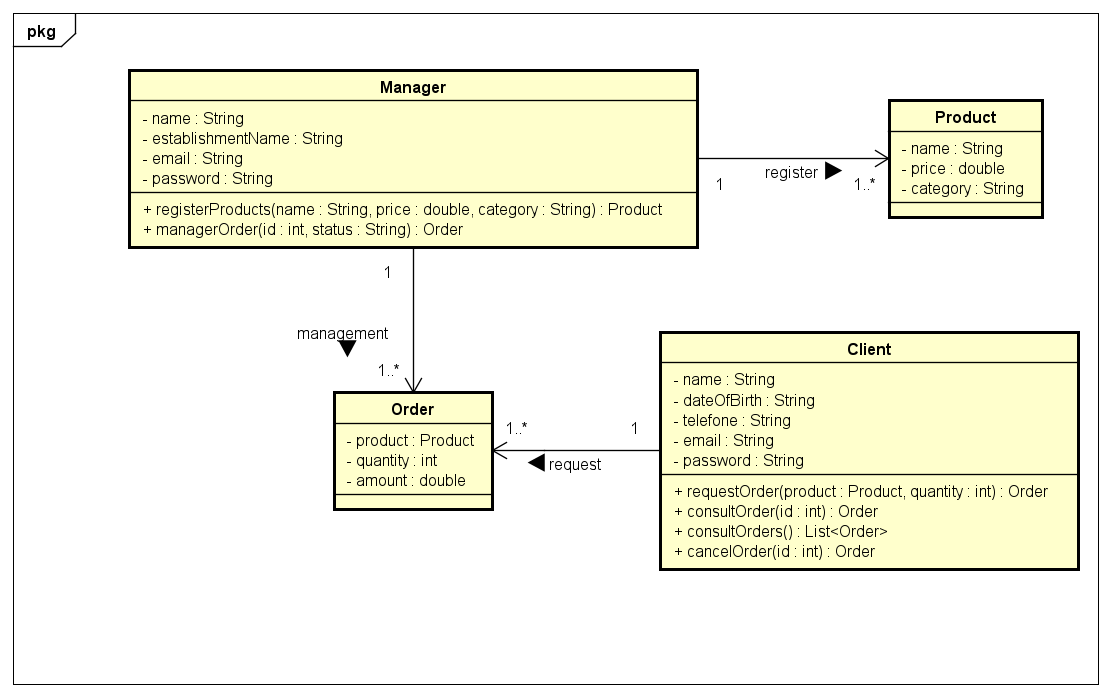 pkg
Manager
- name : String
- establishmentName : String
- email : String
- password : String
+ registerProducts(name : String, price : double, category : String) : Product
+ managerOrder(id : int, status : String) : Order
Product
- name : String
- price : double
- category : String
1
register
1..*
1
management
1..*
Order
- product : Product
- quantity : int
- amount : double
1..*
1
request
Client
- name : String
- dateOfBirth : String
- telefone : String
- email : String
- password : String
+ requestOrder(product : Product, quantity : int) : Order
+ consultOrder(id : int) : Order
+ consultOrders() : List<Order>
+ cancelOrder(id : int) : Order